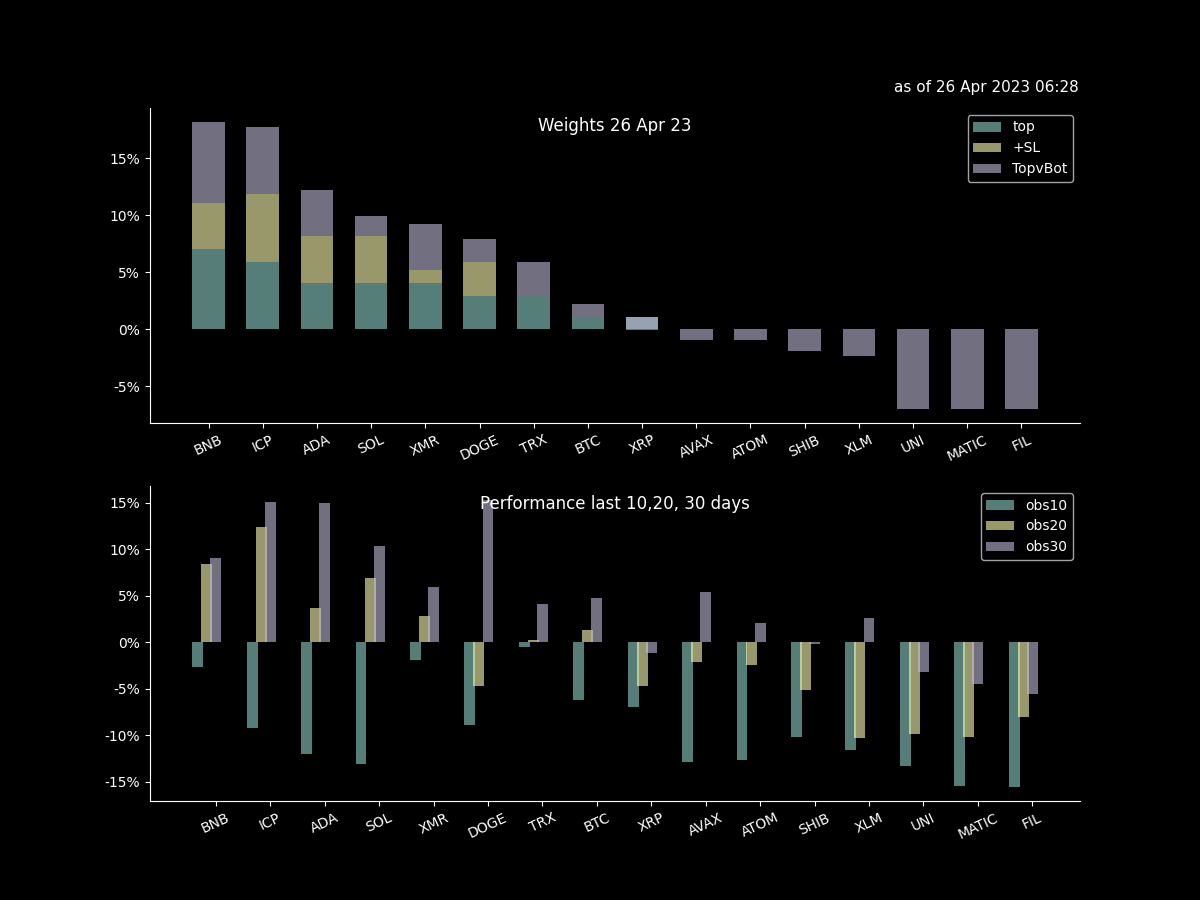 as of 26 Apr 2023 06:28
Weights 26 Apr 23
top
+SL
TopvBot
15%
10%
5%
0%
-5%
BNB ICP ADA SOL XMR DOGE TRX BTC XRP AVAX ATOM SHIB XLM UNI MATIC FIL
Performance last 10,20, 30 days
obs10
obs20
obs30
15%
10%
5%
0%
-5%
-10%
-15%
BNB ICP ADA SOL XMR DOGE TRX BTC XRP AVAX ATOM SHIB XLM UNI MATIC FIL